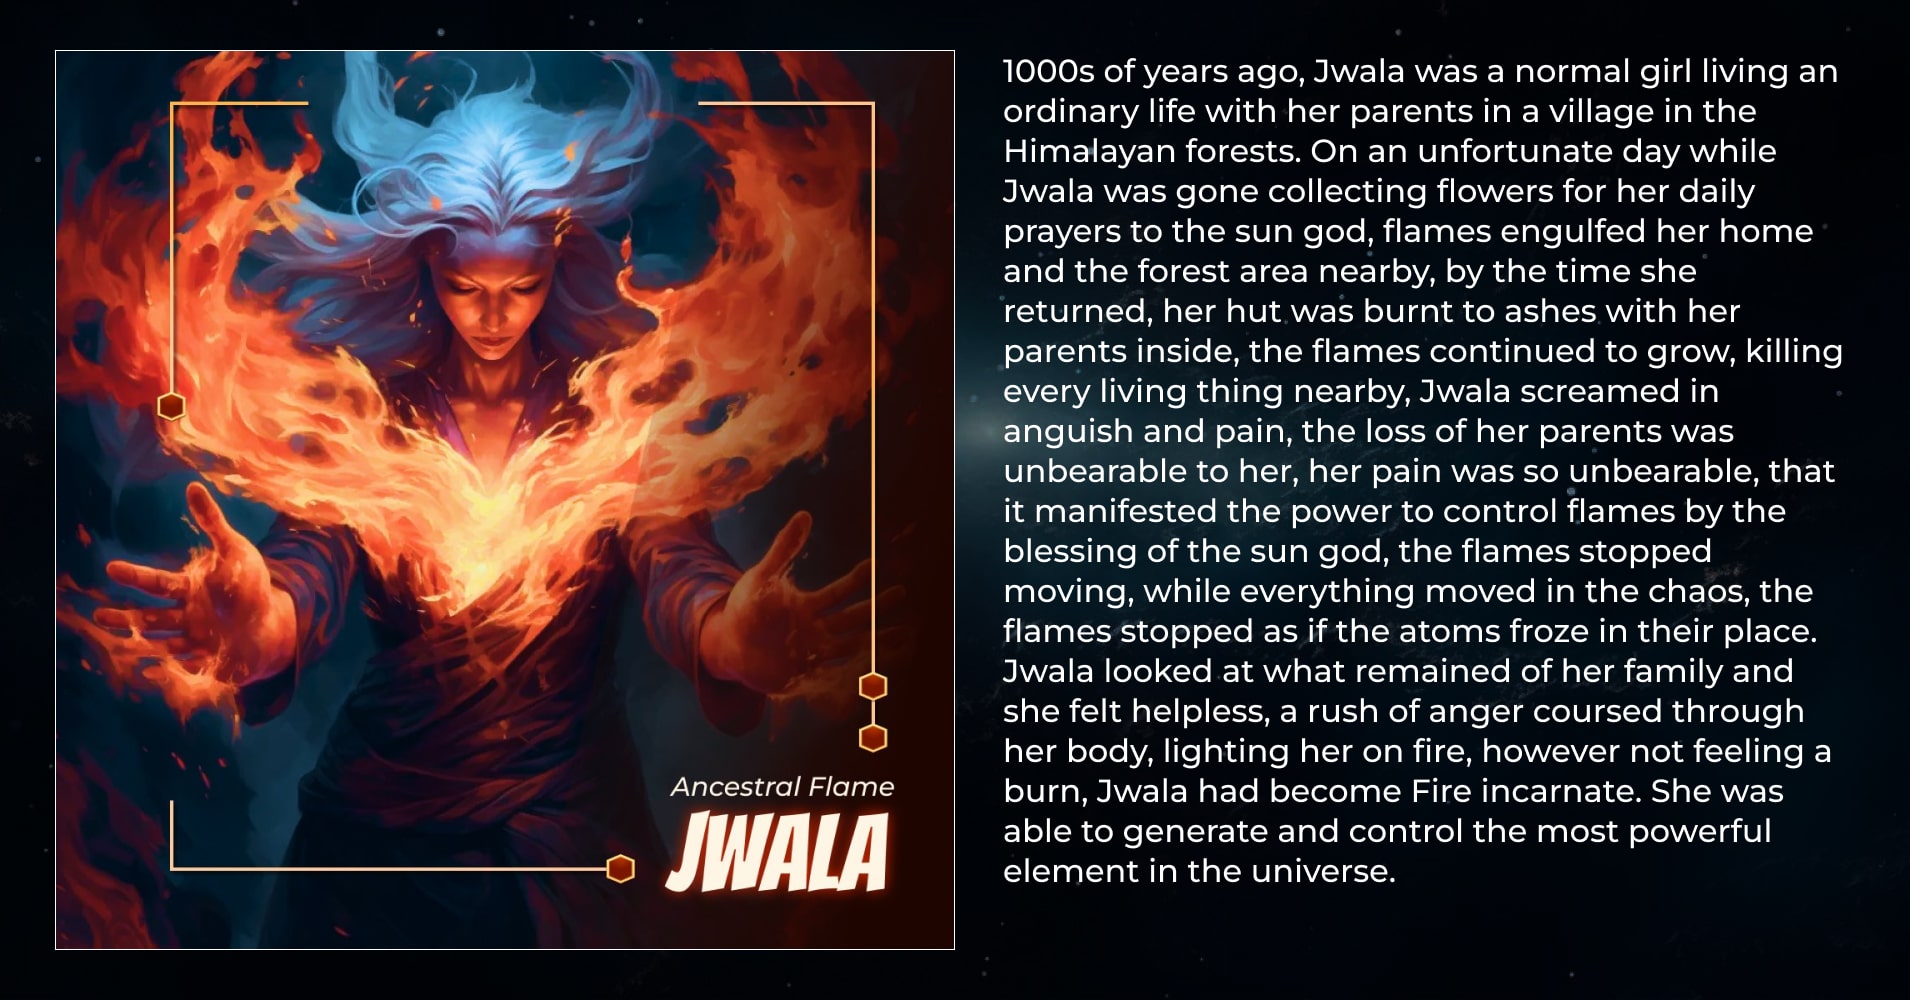 Ancestral Flame
JWALA
1000s of years ago, Jwala was a normal girl living an
ordinary life with her parents in a village in the
Himalayan forests. On an unfortunate day while
Jwala was gone collecting flowers for her daily
prayers to the sun god, flames engulfed her home
and the forest area nearby, by the time she
returned, her hut was burnt to ashes with her
parents inside, the flames continued to grow, killing
every living thing nearby, Jwala screamed in
anguish and pain, the loss of her parents was
unbearable to her, her pain was so unbearable, that
it manifested the power to control flames by the
blessing of the sun god, the flames stopped
moving, while everything moved in the chaos, the
flames stopped as if the atoms froze in their place.
Jwala looked at what remained of her family and
she felt helpless, a rush of anger coursed through
her body, lighting her on fire, however not feeling a
burn, Jwala had become Fire incarnate. She was
able to generate and control the most powerful
element in the universe.